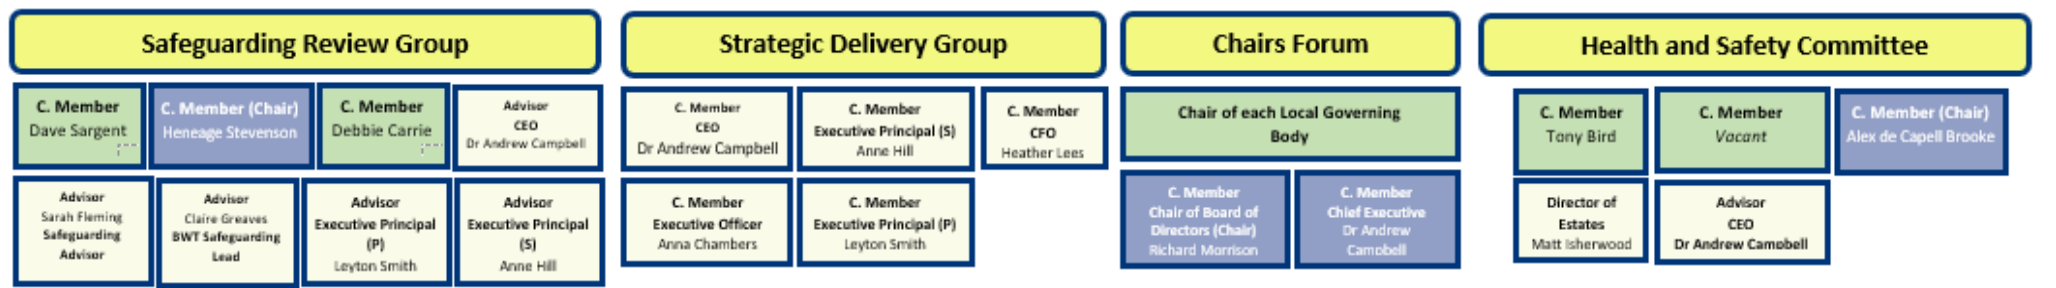 Safeguarding Review Group
C. Member
Dave Sargent
C. Member (Chair)
Heneage Stevenson
C. Member
Debbie Carrie
Advisor
CEO
Dr Andrew Campbell
Advisor
Sarah Fleming
Safeguarding
Advisor
Advisor
Claire Greaves
BWT Safeguarding
Lead
Advisor
Executive Principal
(P)
Leyton Smith
Advisor
Executive Principal
(S)
Anne Hill
Strategic Delivery Group
C. Member
CEO
Dr Andrew Campbell
C. Member
Executive Principal (S)
Anne Hill
C. Member
CFO
Heather Lees
C. Member
Executive Officer
Anna Chambers
C. Member
Executive Principal (P)
Leyton Smith
Chairs Forum
Chair of each Local Governing
Body
C. Member
Chair of Board of
Directors (Chair)
Richard Morrison
C. Member
Chief Executive
Dr Andrew
Campbell
Health and Safety Committee
C. Member
Tony Bird
C. Member
Vacant
C. Member (Chair)
Alex de Capell Brooke
Director of
Estates
Matt Isherwood
Advisor
CEO
Dr Andrew Campbell